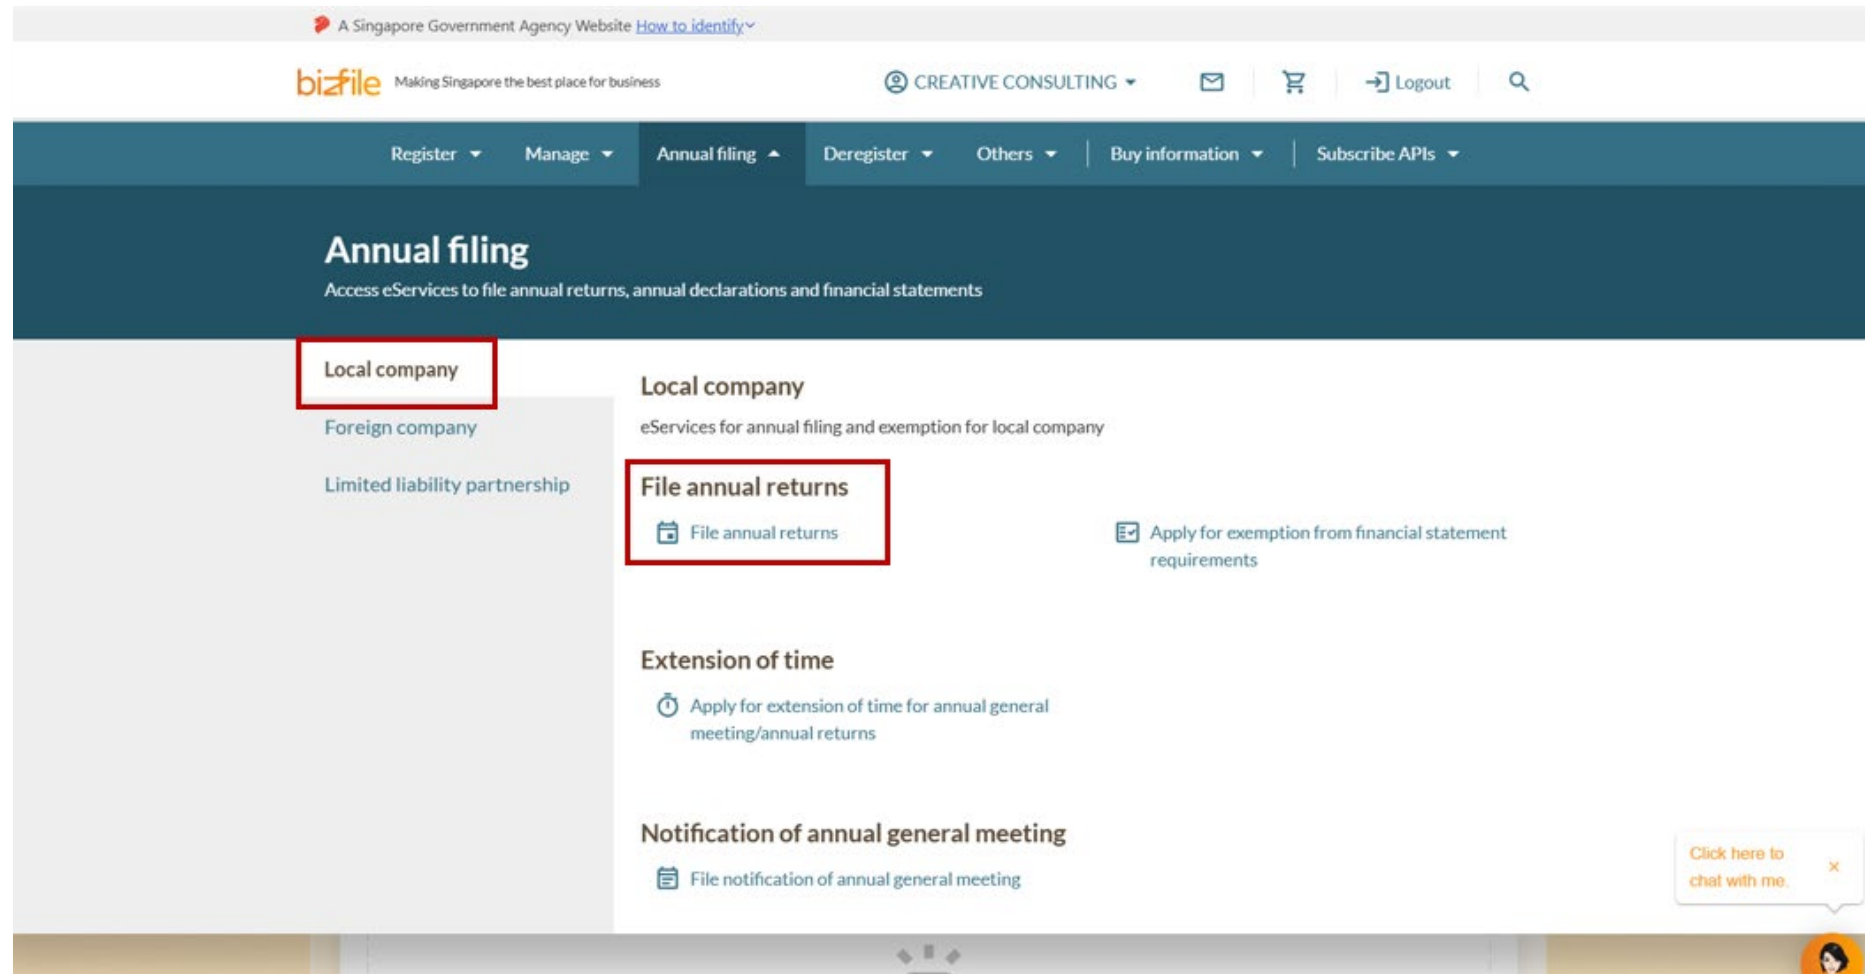 A Singapore Government Agency Website How to identify
bizfile Making Singapore the best place for business
CREATIVE CONSULTING
Logout
Register
Manage
Annual filing
Deregister
Others
Buy information
Subscribe APIs
Annual filing
Access eServices to file annual returns, annual declarations and financial statements
Local company
Foreign company
Limited liability partnership
Local company
eServices for annual filing and exemption for local company
File annual returns
File annual returns
Apply for exemption from financial statement
requirements
Extension of time
Apply for extension of time for annual general
meeting/annual returns
Notification of annual general meeting
File notification of annual general meeting
Click here to
chat with me.